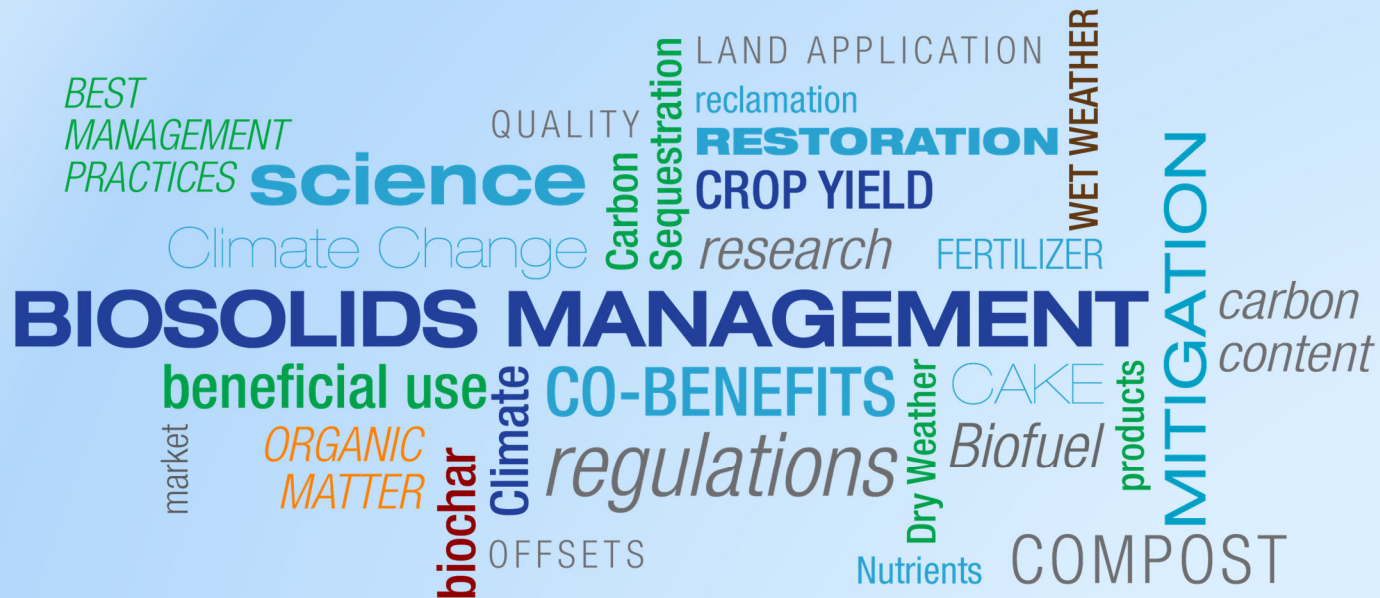 LAND APPLICATION
WET WEATHER
BEST
MANAGEMENT
PRACTICES
QUALITY
Carbon
Sequestration
reclamation
RESTORATION
science
CROP YIELD
MITIGATION
Climate Change
research
FERTILIZER
BIOSOLIDS MANAGEMENT
carbon
content
beneficial use
Climate
CO-BENEFITS
Dry Weather
CAKE
products
market
ORGANIC
MATTER
biochar
regulations
Biofuel
OFFSETS
Nutrients
COMPOST